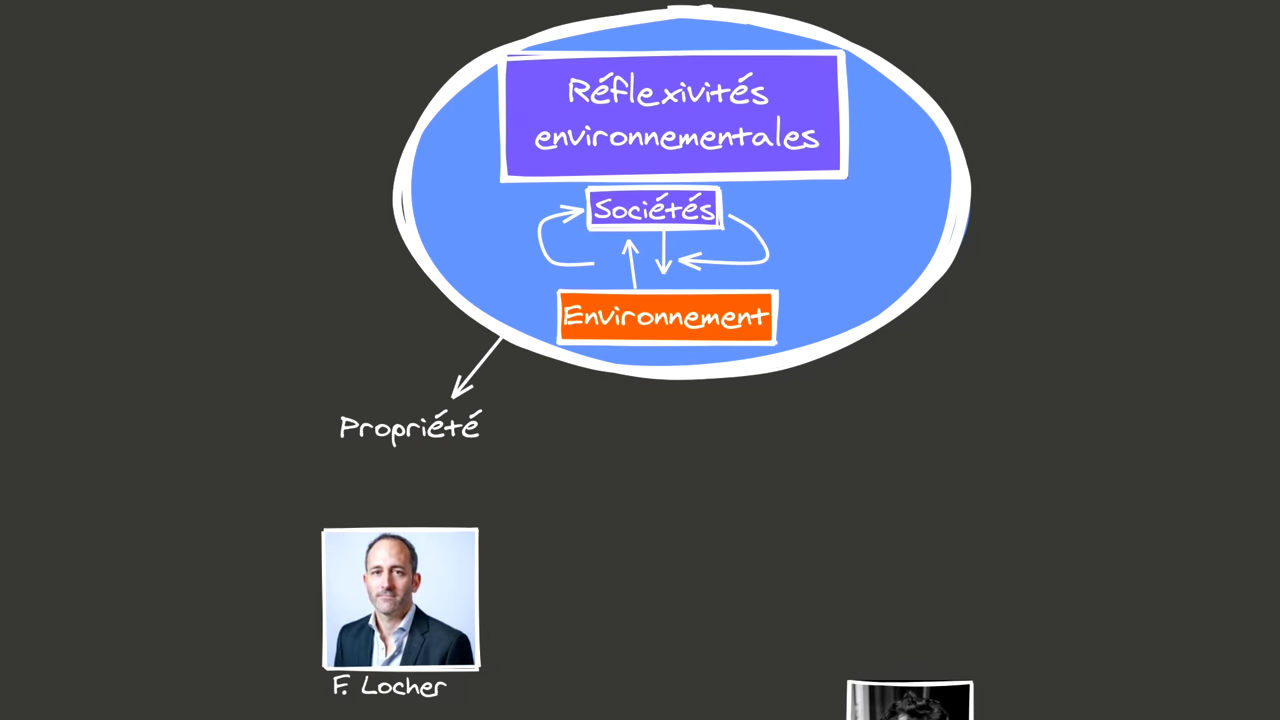 Réflexivités
environnementales
Sociétés
Environnement
Propriété
F. Locher